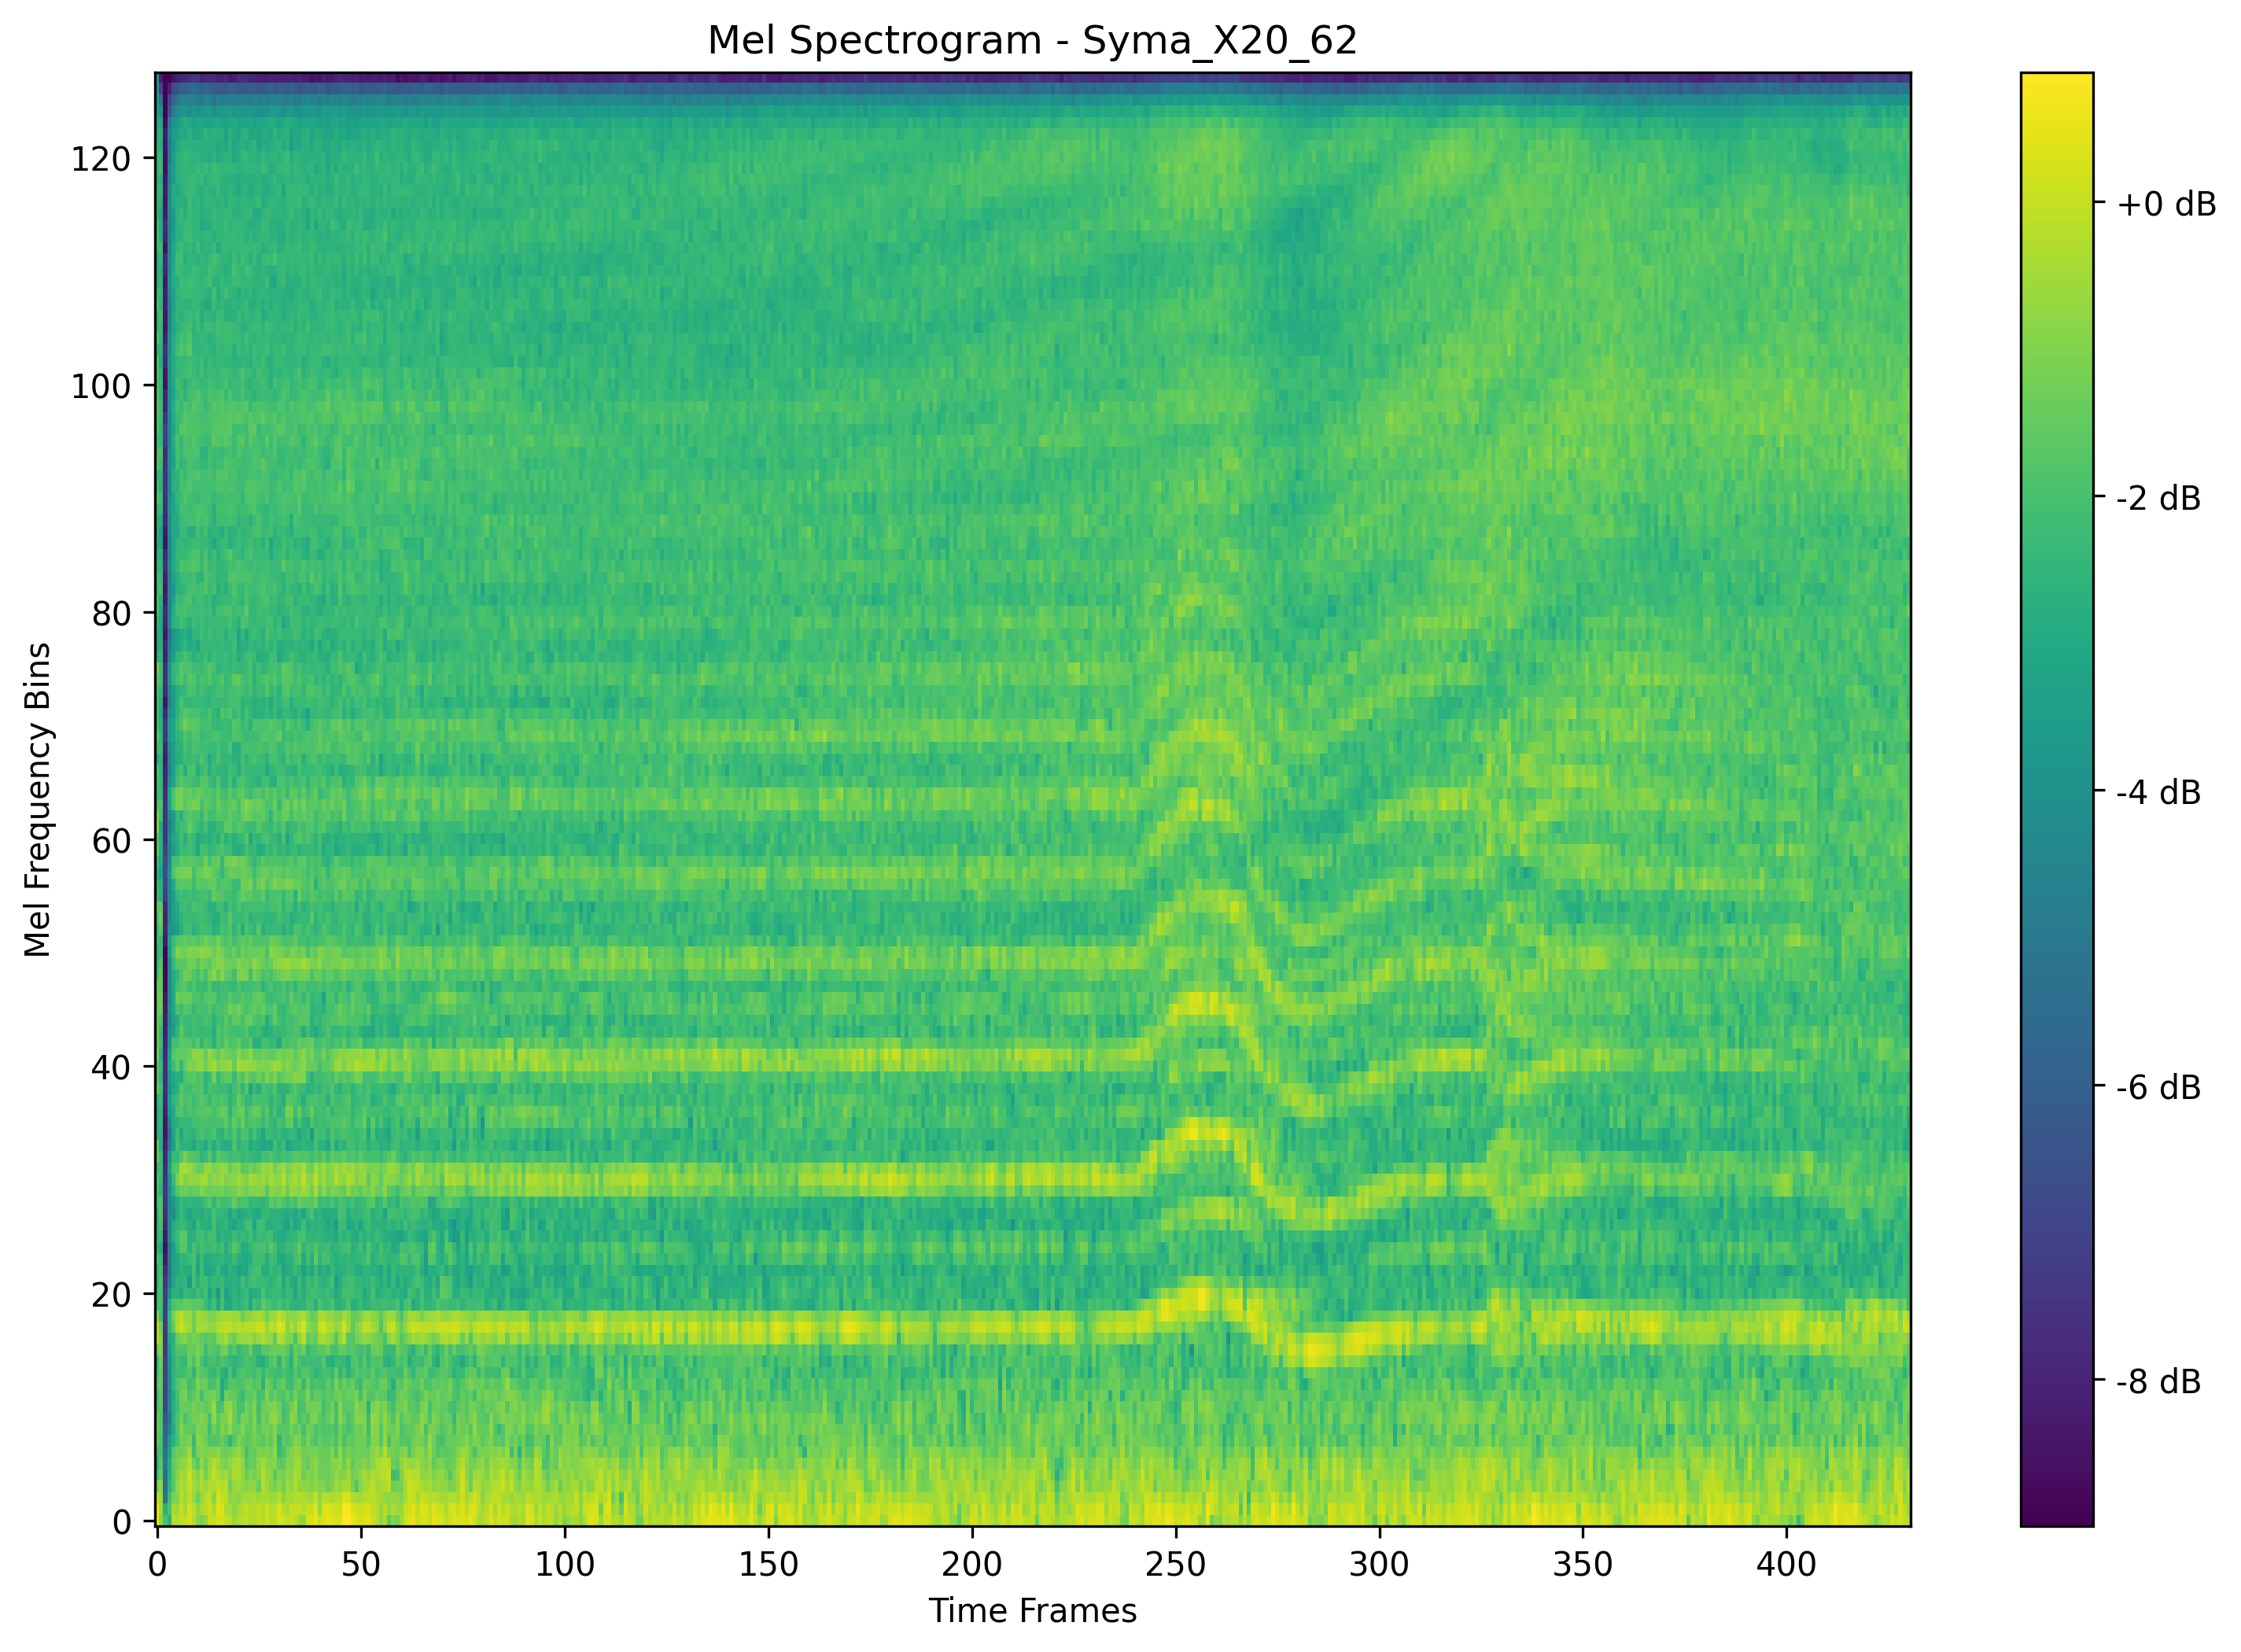 Mel Spectrogram - Syma_X20_62
Mel Frequency Bins
120
100
80
60
40
20
0
0 50 100 150 200 250 300 350 400
Time Frames
+0 dB
-2 dB
-4 dB
-6 dB
-8 dB